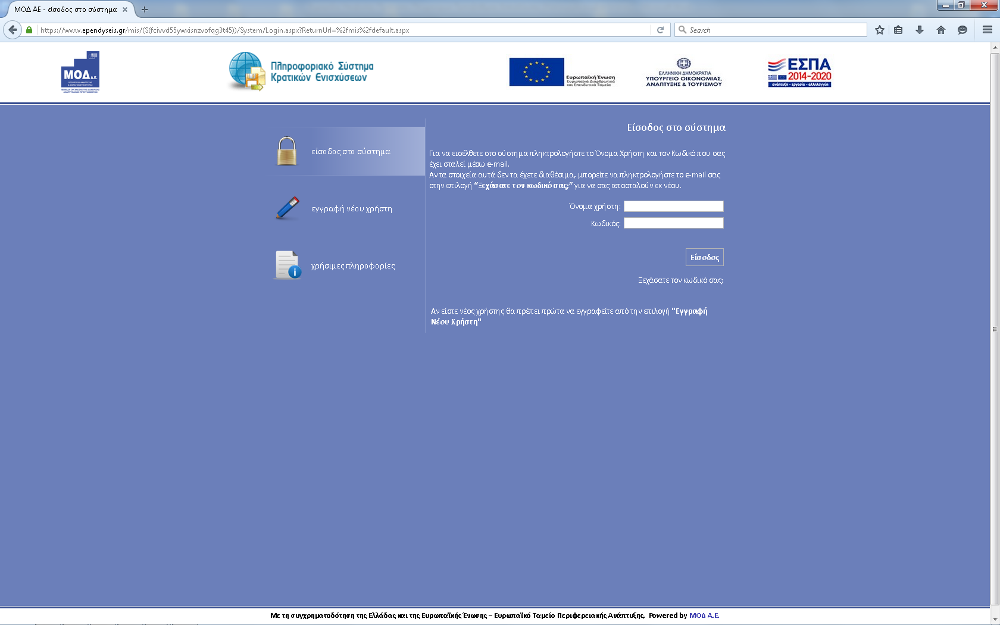 ΜΟΔ ΑΕ - είσοδος στο σύστημα
https://www.ependyseis.gr/mis/(S(fcivvd55ywxisnzvofqg3t45))/System/Login.aspx?ReturnUrl=%2fmis%2fdefault.aspx
Search
ΜΟΔ Α.Ε.
Πληροφοριακό Σύστημα
Κρατικών Ενισχύσεων
Ευρωπαϊκή Ένωση
Ευρωπαϊκά Διαρθρωτικά
και Επενδυτικά Ταμεία
ΕΛΛΗΝΙΚΗ ΔΗΜΟΚΡΑΤΙΑ
ΥΠΟΥΡΓΕΙΟ ΟΙΚΟΝΟΜΙΑΣ,
ΑΝΑΠΤΥΞΗΣ & ΤΟΥΡΙΣΜΟΥ
ΕΣΠΑ
2014-2020
ανάπτυξη - εργασία - αλληλεγγύη
είσοδος στο σύστημα
εγγραφή νέου χρήστη
χρήσιμες πληροφορίες
Είσοδος στο σύστημα
Για να εισέλθετε στο σύστημα πληκτρολογήστε το Όνομα Χρήστη και τον Κωδικό που σας
έχει σταλεί μέσω e-mail.
Αν τα στοιχεία αυτά δεν τα έχετε διαθέσιμα, μπορείτε να πληκτρολογήστε το e-mail σας
στην επιλογή “Ξεχάσατε τον κωδικό σας;” για να σας αποσταλούν εκ νέου.
Όνομα χρήστη:
Κωδικός:
Είσοδος
Ξεχάσατε τον κωδικό σας;
Αν είστε νέος χρήστης θα πρέπει πρώτα να εγγραφείτε από την επιλογή "Εγγραφή
Νέου Χρήστη"
Με τη συγχρηματοδότηση της Ελλάδας και της Ευρωπαϊκής Ένωσης – Ευρωπαϊκό Ταμείο Περιφερειακής Ανάπτυξης. Powered by ΜΟΔ Α.Ε.